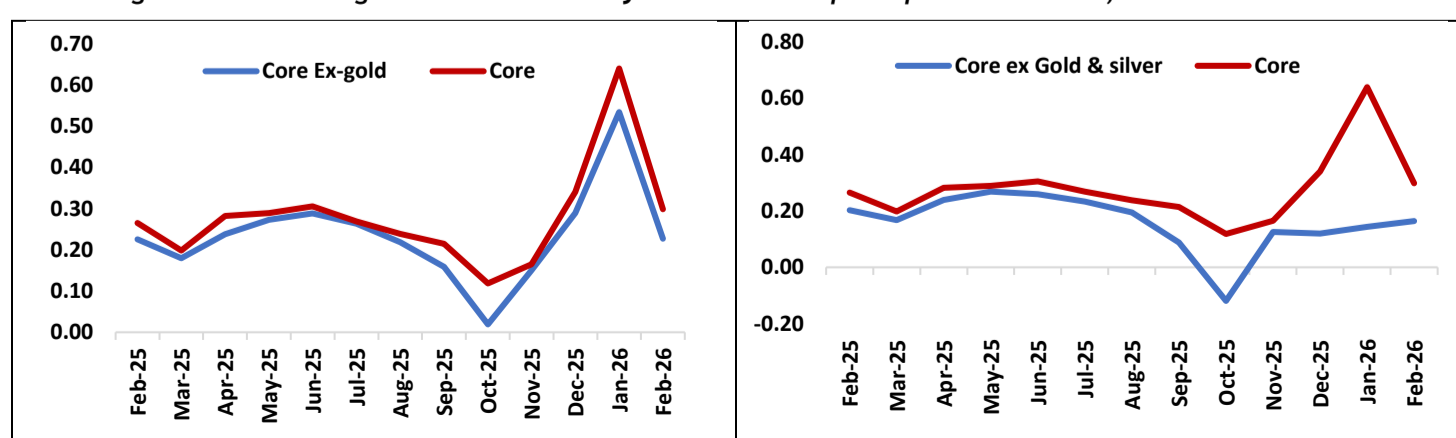 0.70
0.60
0.50
0.40
0.30
0.20
0.10
0.00
Core Ex-gold
Core
Feb-25
Mar-25
Apr-25
May-25
Jun-25
Jul-25
Aug-25
Sep-25
Oct-25
Nov-25
Dec-25
Jan-26
Feb-26
0.80
0.60
0.40
0.20
0.00
-0.20
Core ex Gold & silver
Core
Feb-25
Mar-25
Apr-25
May-25
Jun-25
Jul-25
Aug-25
Sep-25
Oct-25
Nov-25
Dec-25
Jan-26
Feb-26